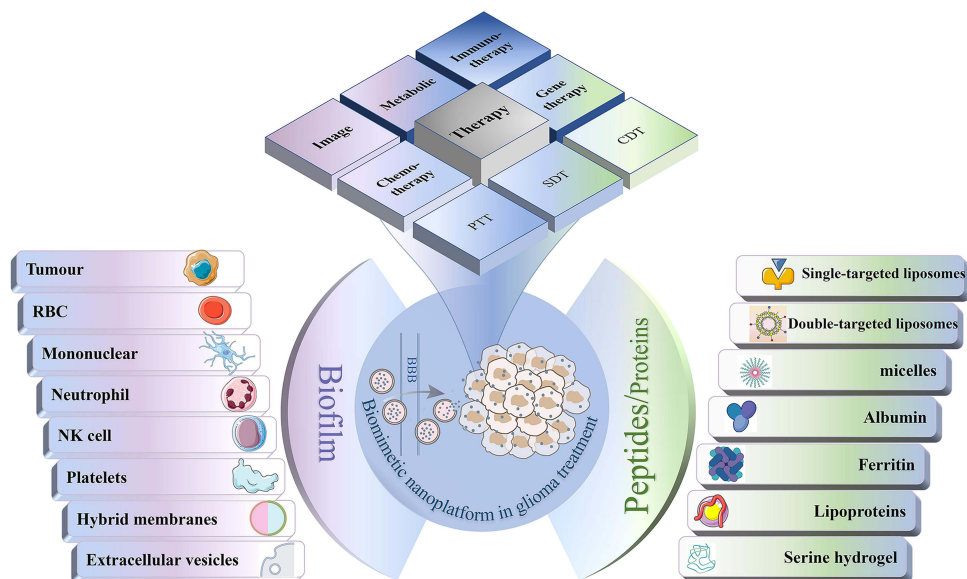 Immuno-
therapy
Metabolic
Gene
therapy
Image
Therapy
CDT
Chemo-
therapy
SDT
PTT
Tumour
RBC
Mononuclear
Neutrophil
NK cell
Platelets
Hybrid membranes
Extracellular vesicles
Biofilm
BBB
Biomimetic nanoplatform in glioma treatment
Peptides/Proteins
Single-targeted liposomes
Double-targeted liposomes
micelles
Albumin
Ferritin
Lipoproteins
Serine hydrogel